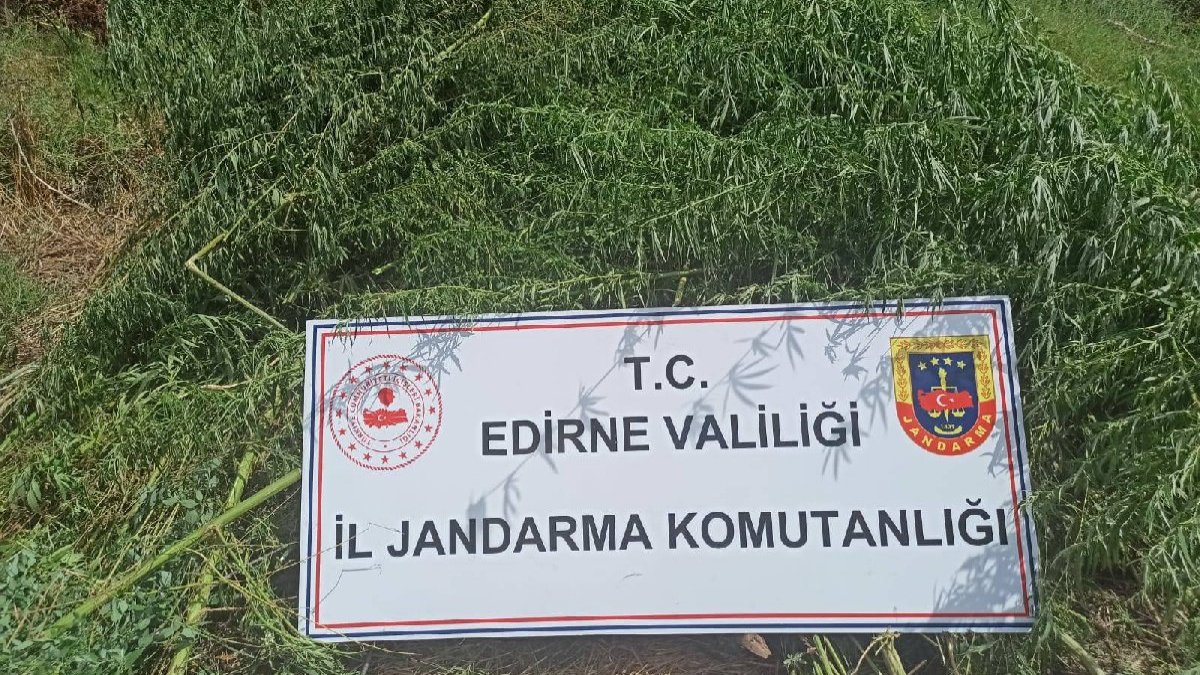 T.C.
EDİRNE VALİLİĞİ
İL JANDARMA KOMUTANLIĞI
JANDARMA